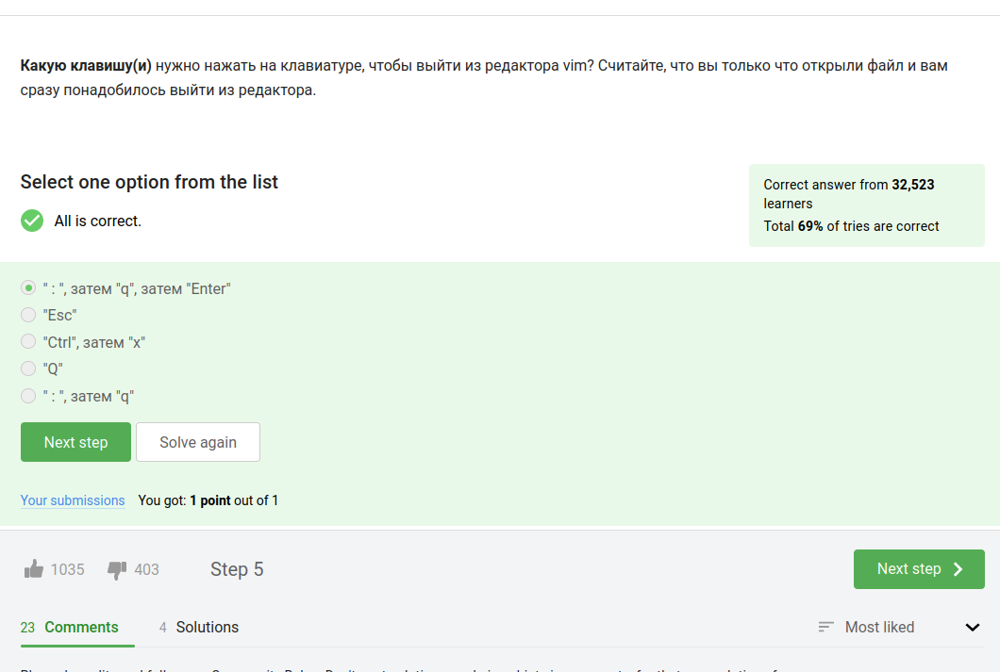 Какую клавишу(и) нужно нажать на клавиатуре, чтобы выйти из редактора vim? Считайте, что вы только что открыли файл и вам
сразу понадобилось выйти из редактора.
Select one option from the list
All is correct.
Correct answer from 32,523
learners
Total 69% of tries are correct
" : ", затем "q", затем "Enter"
"Esc"
"Ctrl", затем "x"
"Q"
" : ", затем "q"
Next step
Solve again
Your submissions You got: 1 point out of 1
1035 403 Step 5
Next step
23 Comments 4 Solutions
Most liked